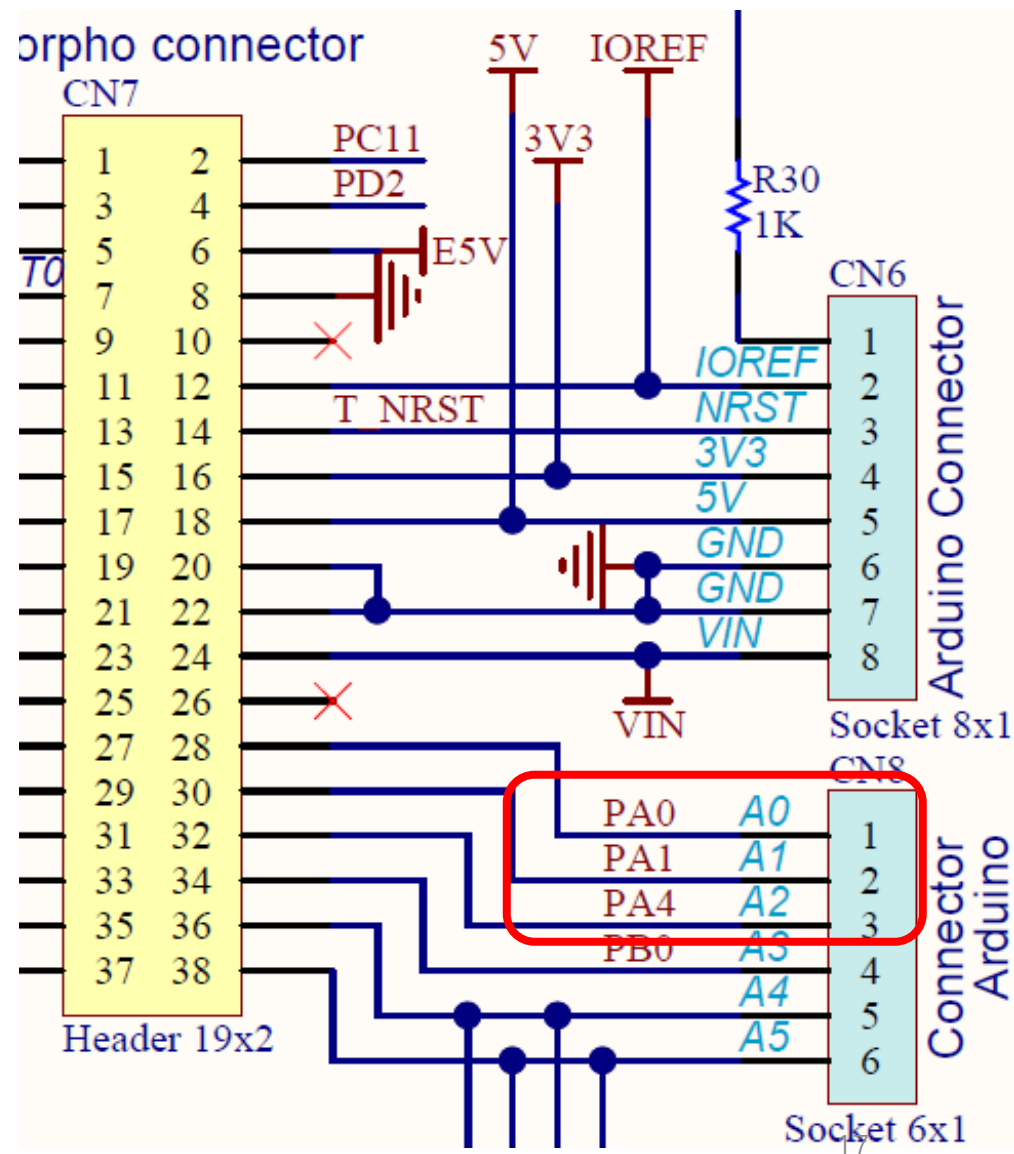 orpho connector
CN7
5V
IOREF
3V3
R30
1K
1 2 PC11
3 4 PD2
5 6 E5V
T0
7 8
9 10
11 12
13 14 T_NRST
15 16
17 18
19 20
21 22
23 24
25 26
27 28
29 30
31 32
33 34
35 36
37 38
Header 19x2
CN6
1
IOREF 2
NRST 3
3V3 4
5V 5
GND 6
GND 7
VIN 8
VIN
Arduino Connector
Socket 8x1
CN8
PA0 A0 1
PA1 A1 2
PA4 A2 3
PB0 A3 4
A4 5
A5 6
Connector
Arduino
Socket 6x1
17